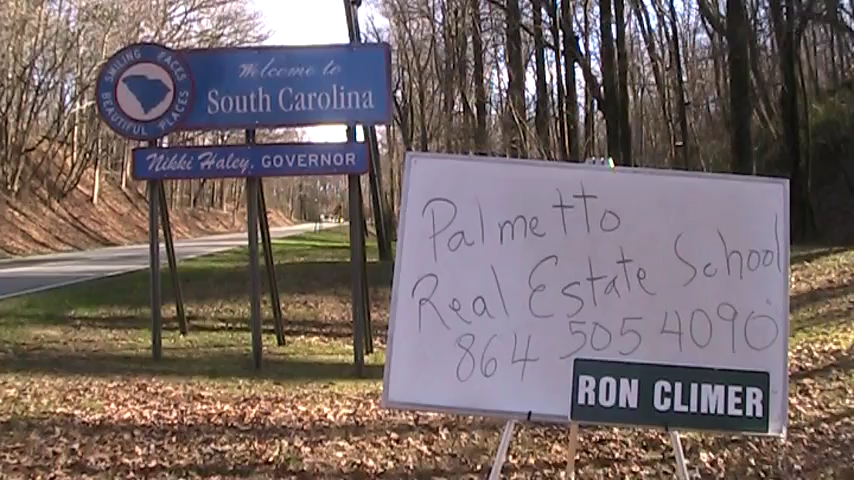 SMILING FACES
BEAUTIFUL PLACES
Welcome to
South Carolina
Nikki Haley, GOVERNOR
Palmetto
Real Estate School
864 505 4090
RON CLIMER